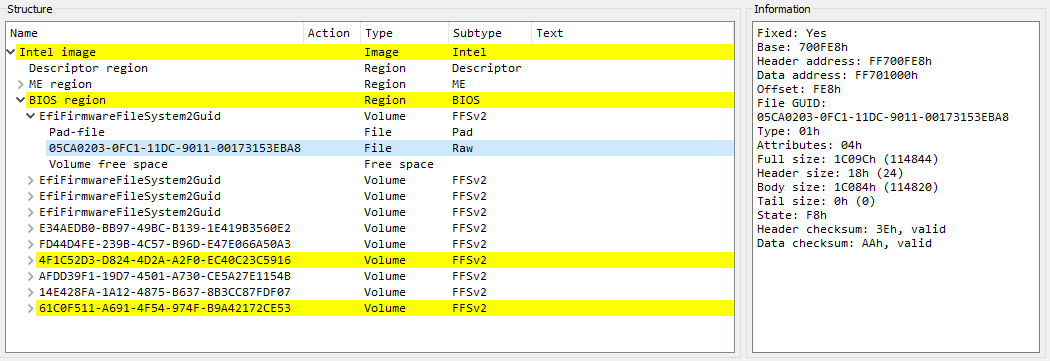 Structure
Name Action Type Subtype Text
Intel image Image Intel
Descriptor region Region Descriptor
ME region Region ME
BIOS region Region BIOS
EfiFirmwareFileSystem2Guid Volume FFSv2
Pad-file File Pad
05CA0203-0FC1-11DC-9011-00173153EBA8 File Raw
Volume free space Free space
EfiFirmwareFileSystem2Guid Volume FFSv2
EfiFirmwareFileSystem2Guid Volume FFSv2
EfiFirmwareFileSystem2Guid Volume FFSv2
E34AEDB0-BB97-49BC-B139-1E419B3560E2 Volume FFSv2
FD44D4FE-239B-4C57-B96D-E47E066A50A3 Volume FFSv2
4F1C52D3-D824-4D2A-A2F0-EC40C23C5916 Volume FFSv2
AFDD39F1-19D7-4501-A730-CE5A27E1154B Volume FFSv2
14E428FA-1A12-4875-B637-8B3CC87FDF07 Volume FFSv2
61C0F511-A691-4F54-974F-B9A42172CE53 Volume FFSv2
Information
Fixed: Yes
Base: 700FE8h
Header address: FF700FE8h
Data address: FF701000h
Offset: FE8h
File GUID:
05CA0203-0FC1-11DC-9011-00173153EBA8
Type: 01h
Attributes: 04h
Full size: 1C09Ch (114844)
Header size: 18h (24)
Body size: 1C084h (114820)
Tail size: 0h (0)
State: F8h
Header checksum: 3Eh, valid
Data checksum: AAh, valid